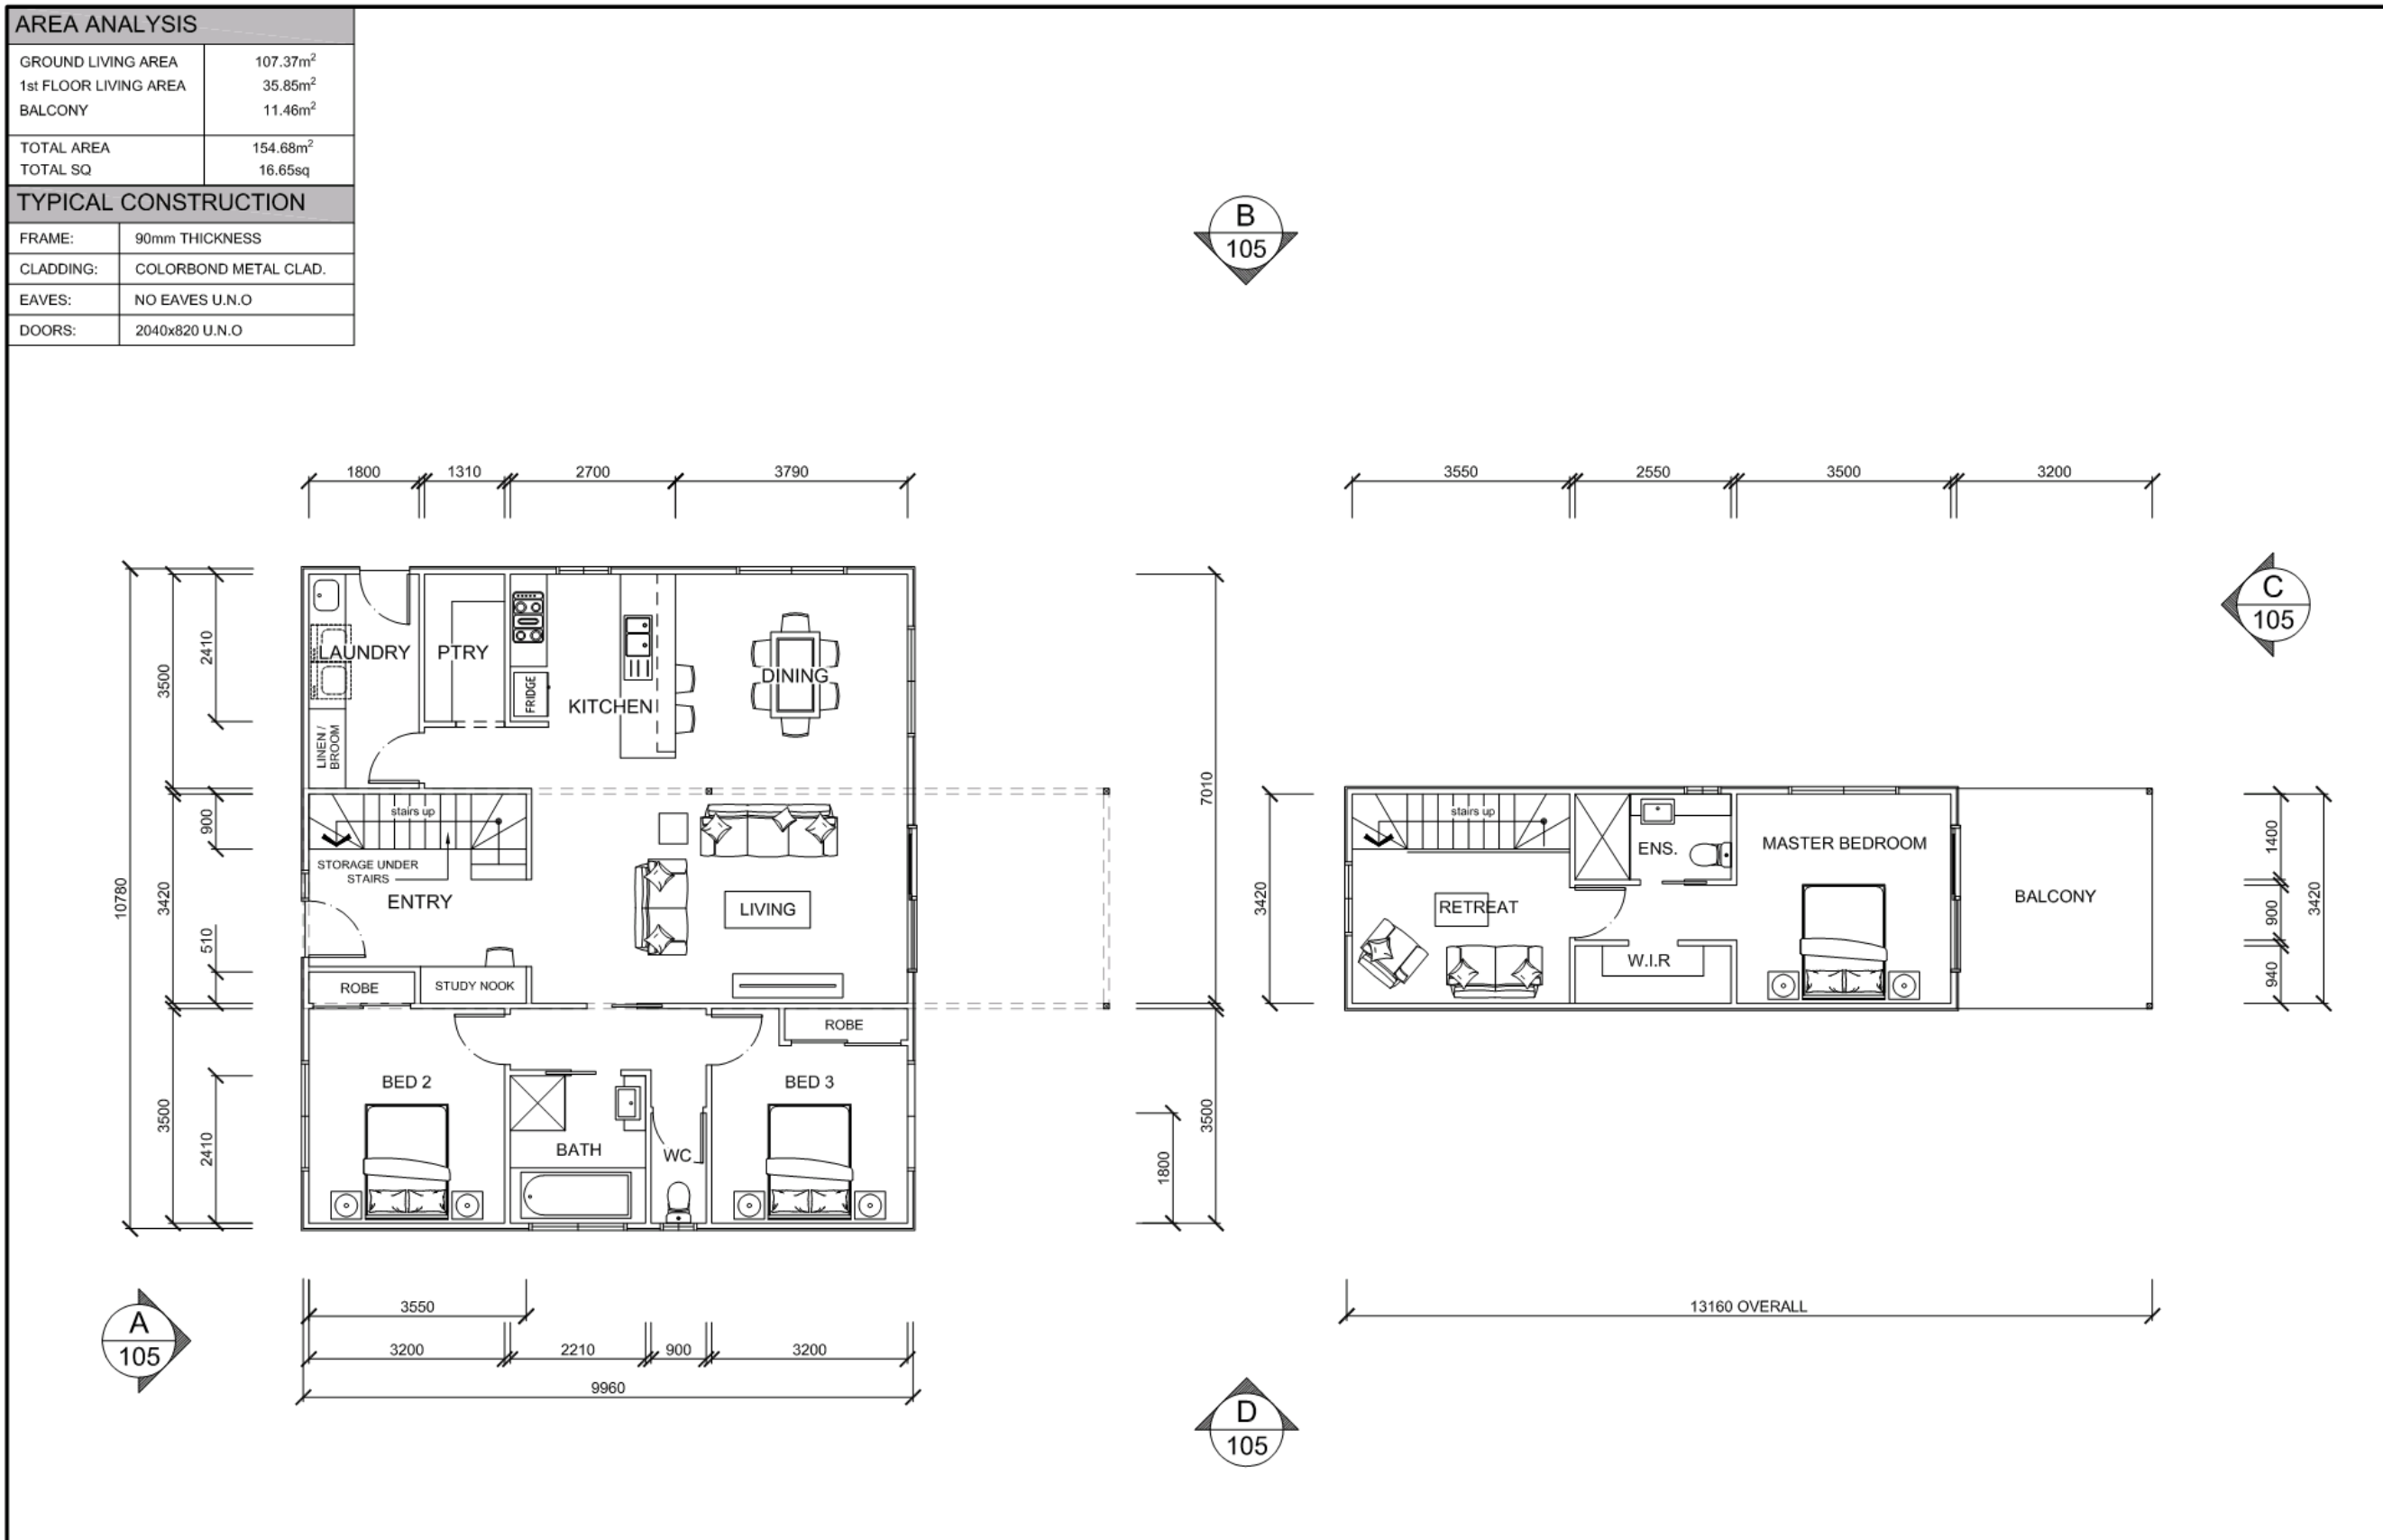 AREA ANALYSIS
GROUND LIVING AREA 107.37m²
1st FLOOR LIVING AREA 35.85m²
BALCONY 11.46m²
TOTAL AREA 154.68m²
TOTAL SQ 16.65sq
TYPICAL CONSTRUCTION
FRAME: 90mm THICKNESS
CLADDING: COLORBOND METAL CLAD.
EAVES: NO EAVES U.N.O
DOORS: 2040x820 U.N.O
B
105
1800 1310 2700 3790
3550 2550 3500 3200
C
105
10780
3500
3420
3500
2410
900
510
2410
LAUNDRY
PTRY
FRIDGE
KITCHEN
DINING
LINEN /
BROOM
stairs up
STORAGE UNDER
STAIRS
ENTRY
LIVING
ROBE
STUDY NOOK
ROBE
BED 2
BED 3
BATH
WC
7010
3500
1800
3420
stairs up
ENS.
MASTER BEDROOM
RETREAT
BALCONY
W.I.R
1400
900
940
3420
A
105
3550
3200 2210 900 3200
9960
13160 OVERALL
D
105